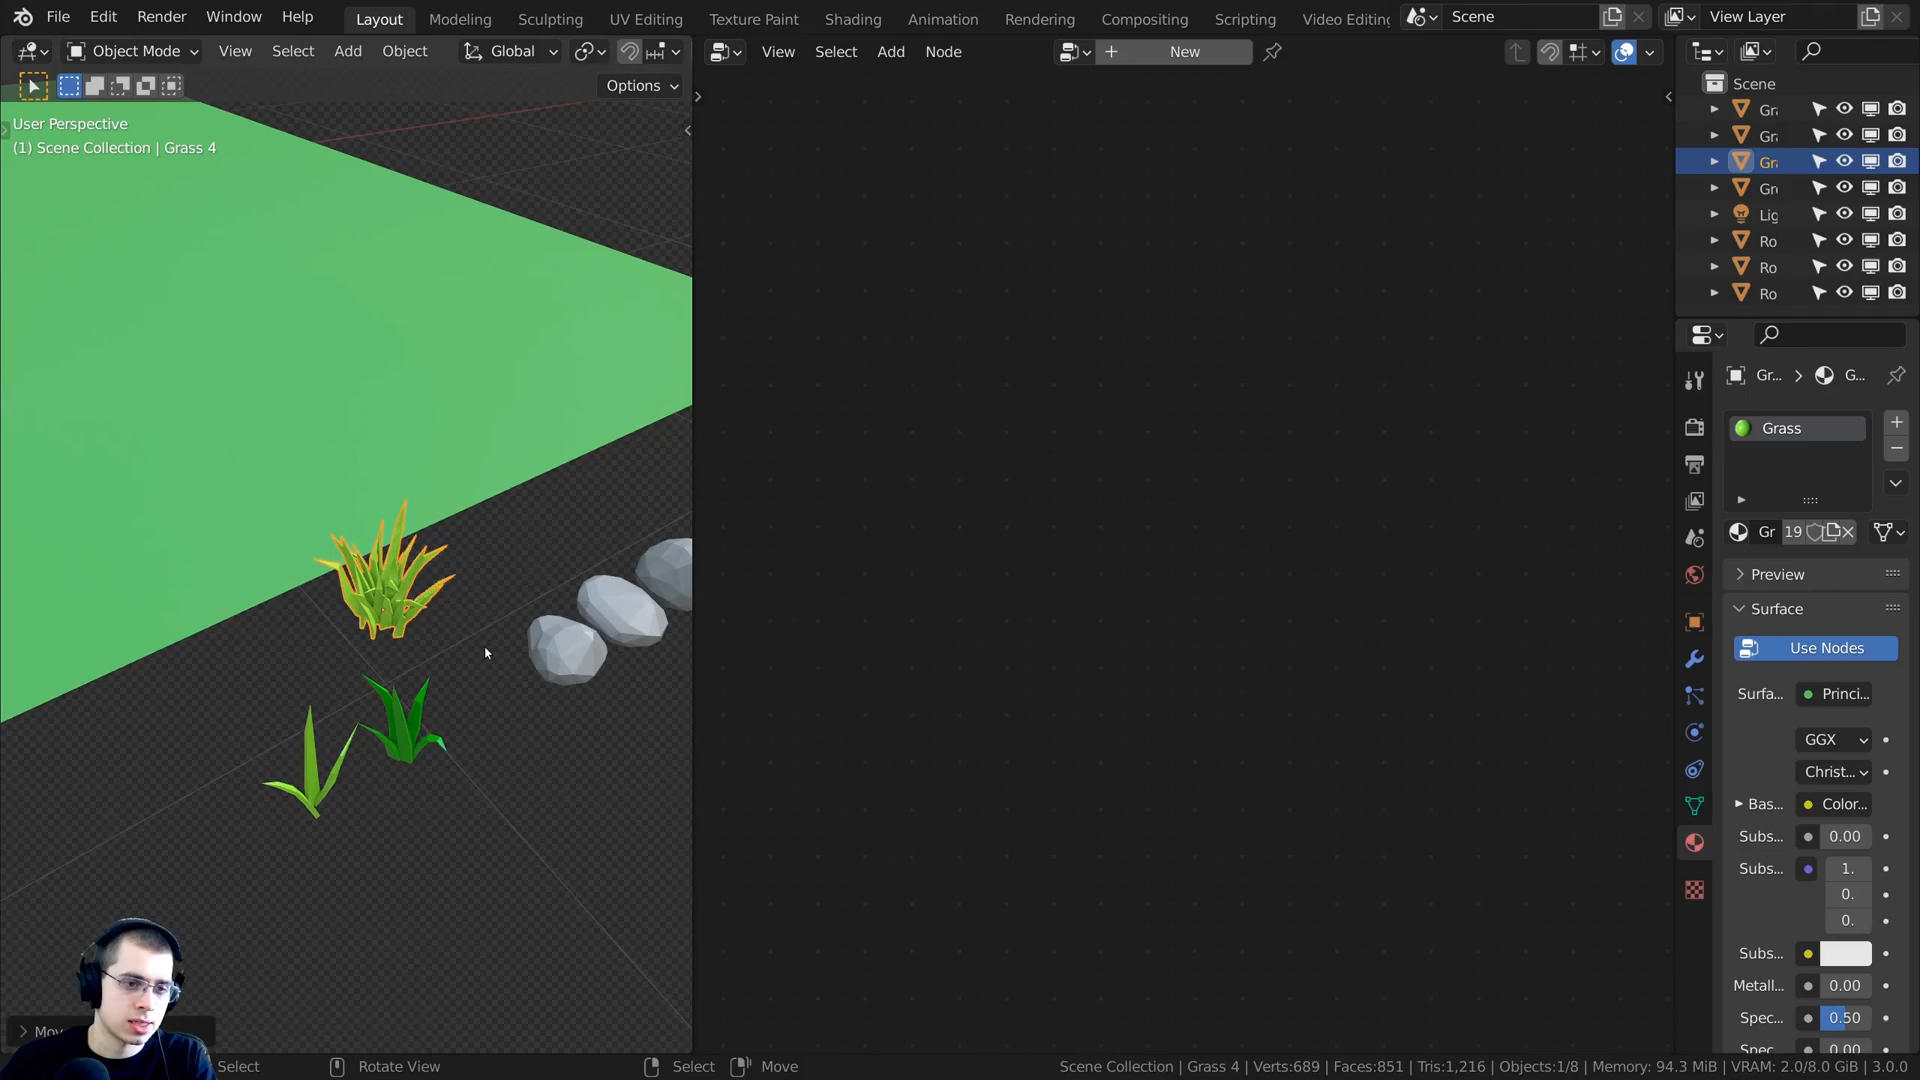 File Edit Render Window Help Layout Modeling Sculpting UV Editing Texture Paint Shading Animation Rendering Compositing Scripting Video Editing Scene View Layer
Object Mode View Select Add Object Global View Select Add Node + New
Options
User Perspective
(1) Scene Collection | Grass 4
Scene
Gra
Gra
Gra
Gro
Lig
Ro
Ro
Ro
Gr... > G...
Grass
Gr 19
Preview
Surface
Use Nodes
Surfa... Princi...
GGX
Christ...
Bas... Color...
Subs... 0.00
Subs... 1.
0.
0.
Subs...
Metall... 0.00
Spec... 0.50
Spec... 0.00
Mov
Select Rotate View Select Move Scene Collection | Grass 4 | Verts:689 | Faces:851 | Tris:1,216 | Objects:1/8 | Memory: 94.3 MiB | VRAM: 2.0/8.0 GiB | 3.0.0